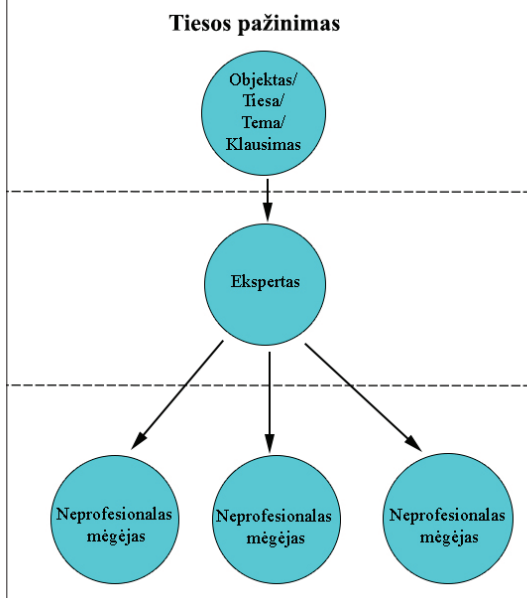 Tiesos pažinimas
Objektas/
Tiesa/
Tema/
Klausimas
Ekspertas
Neprofesionalas
mėgėjas
Neprofesionalas
mėgėjas
Neprofesionalas
mėgėjas